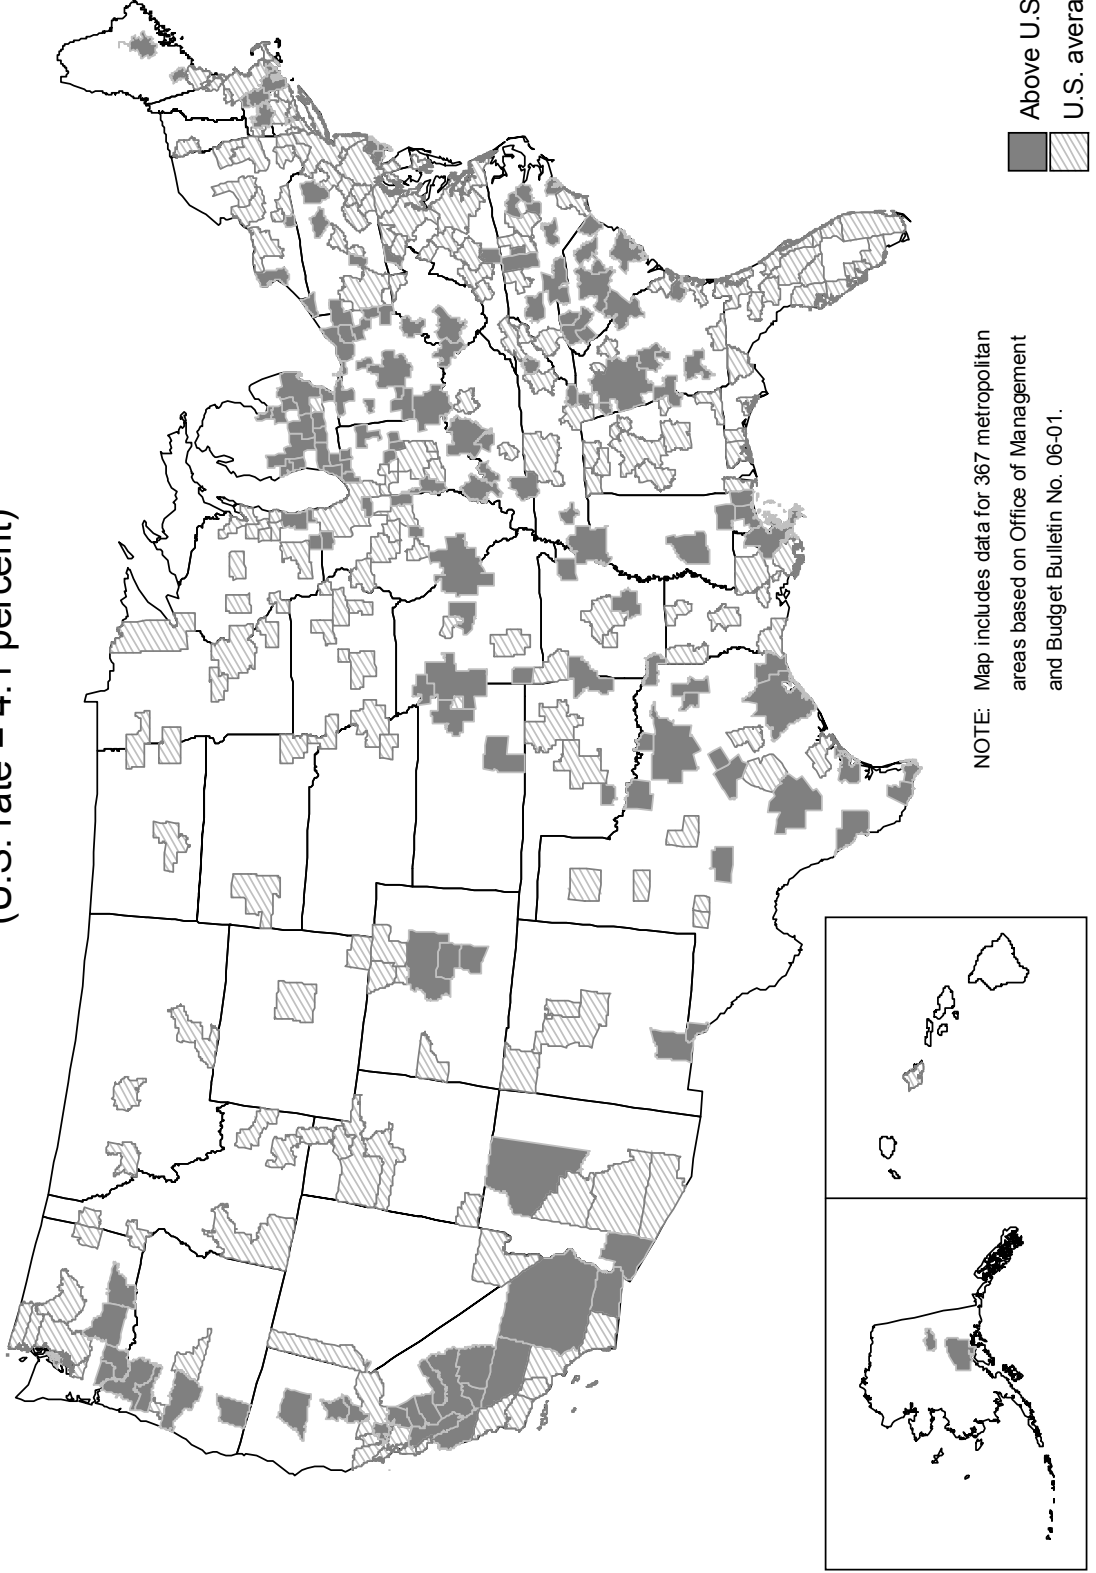 (U.S. rate = 4.1 percent)
Above U.S
U.S. avera
NOTE: Map includes data for 367 metropolitan
areas based on Office of Management
and Budget Bulletin No. 06-01.